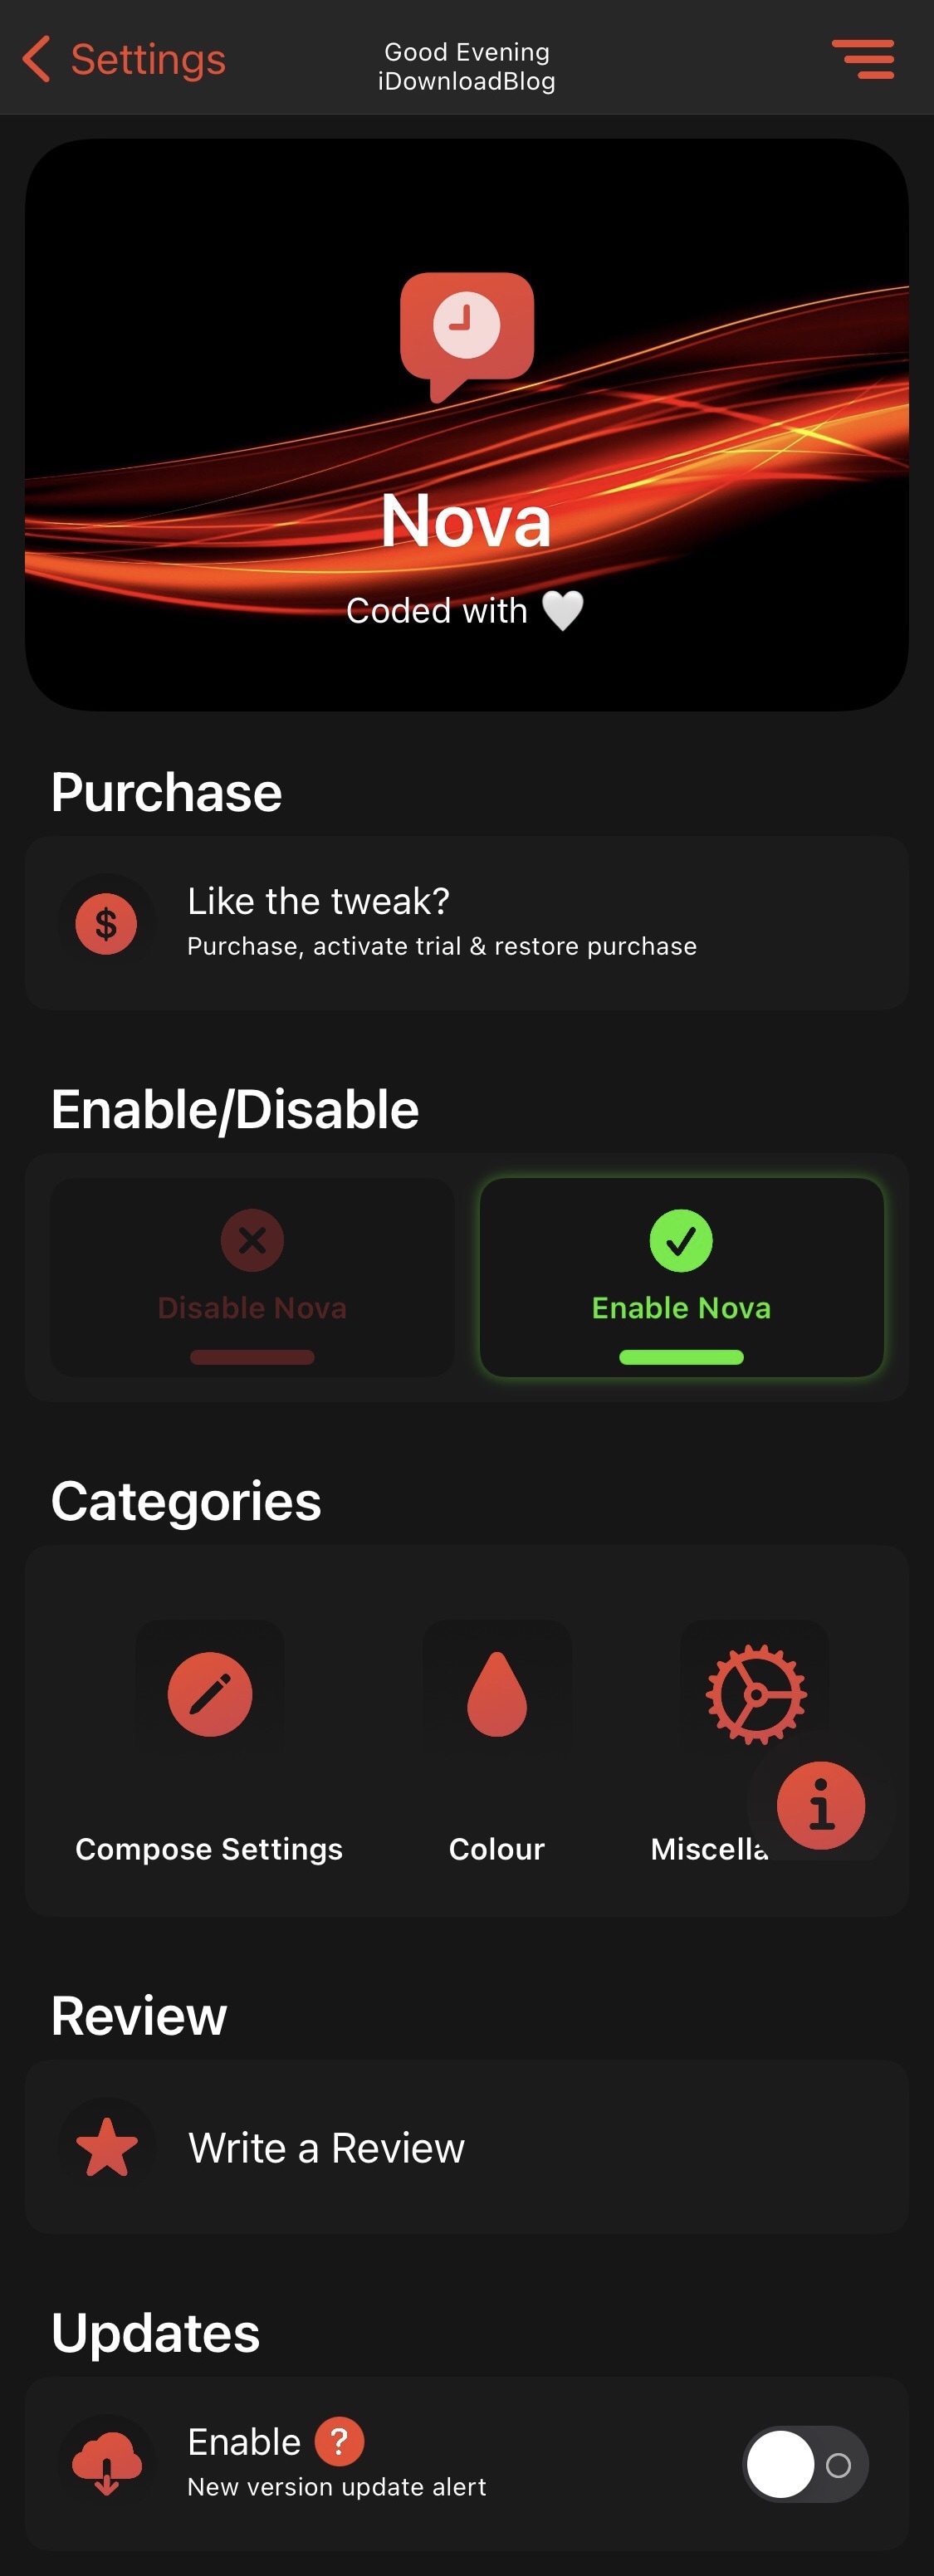 Settings
Good Evening
iDownloadBlog
Nova
Coded with 🤍
Purchase
$
Like the tweak?
Purchase, activate trial & restore purchase
Enable/Disable
Disable Nova
Enable Nova
Categories
Compose Settings
Colour
Miscella
Review
Write a Review
Updates
Enable ?
New version update alert